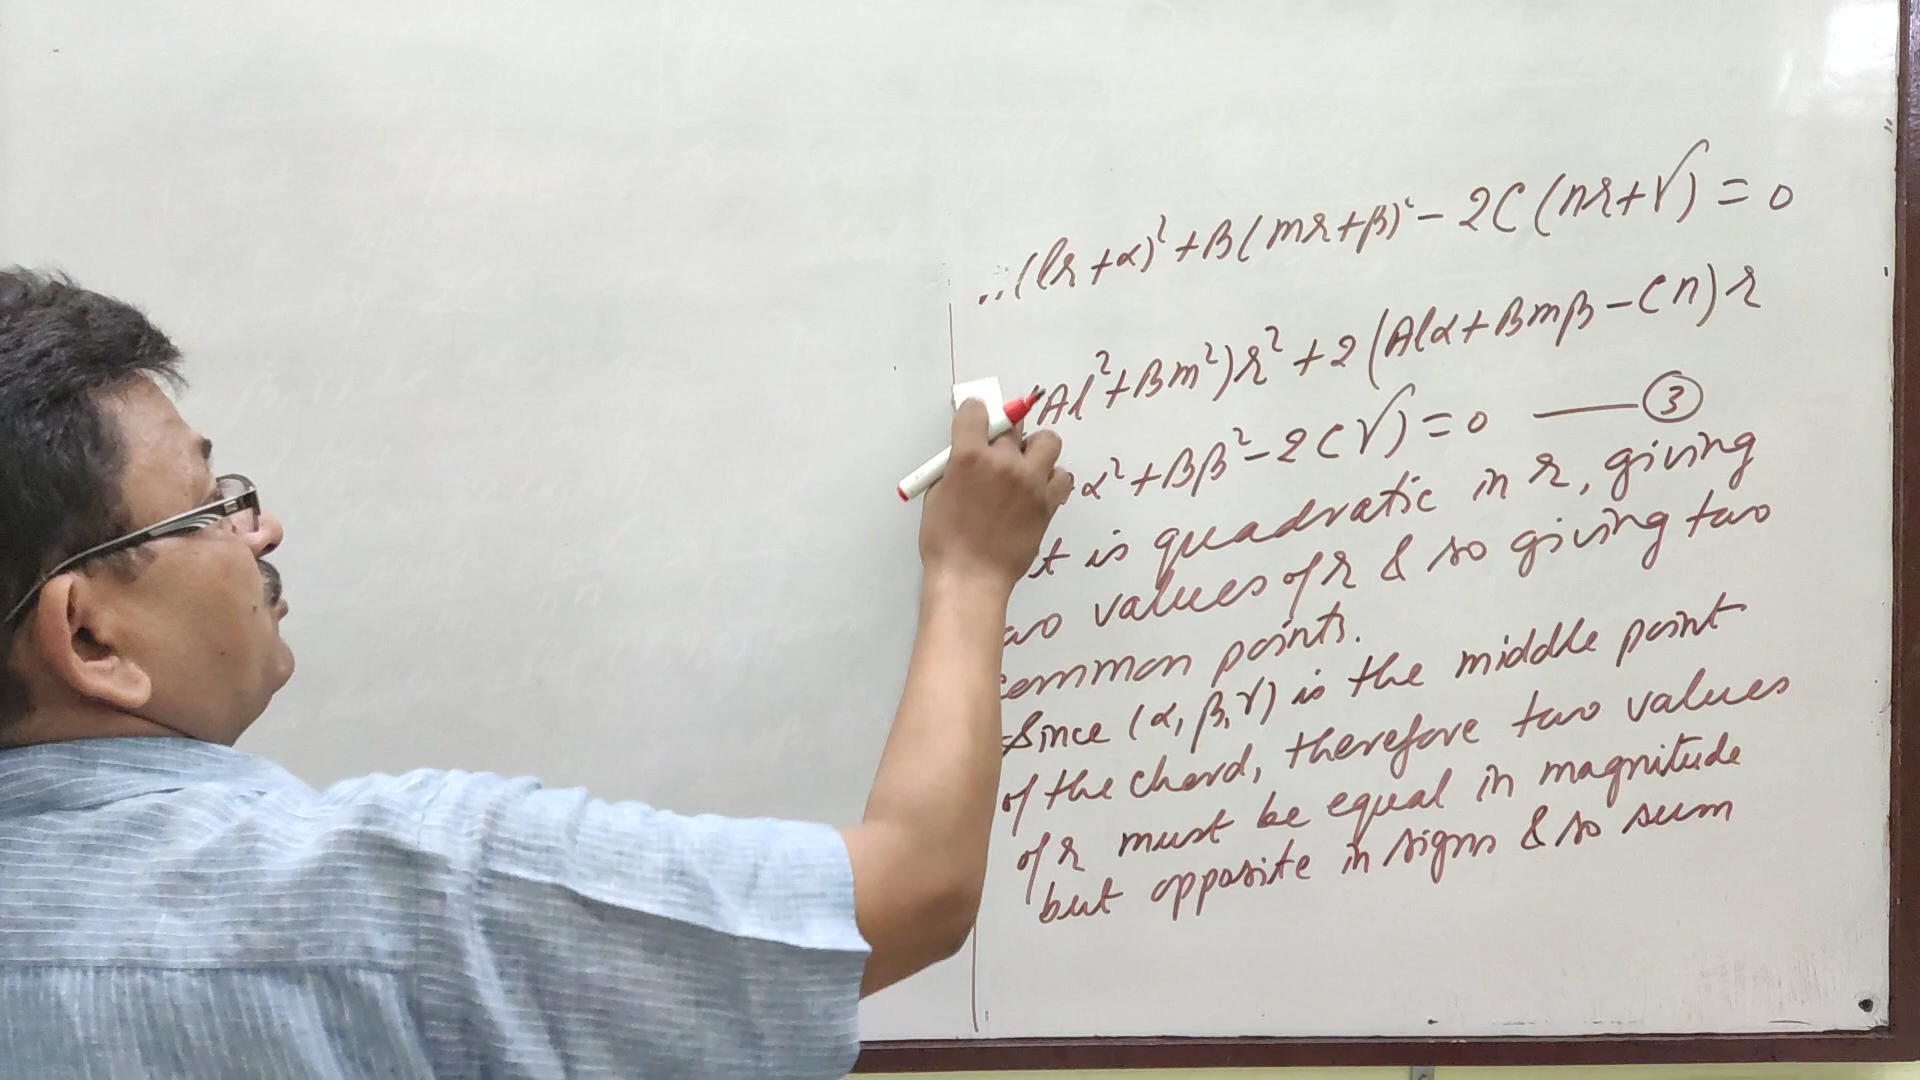 ∴ (lr + α)² + B(mr + β)² - 2C(nr + γ) = 0
Al² + Bm²)r² + 2(Alα + Bmβ - Cn)r
α² + Bβ² - 2Cγ) = 0 —— ③
t is quadratic in r, giving
wo values of r & so giving two
common points.
Since (α, β, γ) is the middle point
of the chord, therefore two values
of r must be equal in magnitude
but opposite in signs & so sum